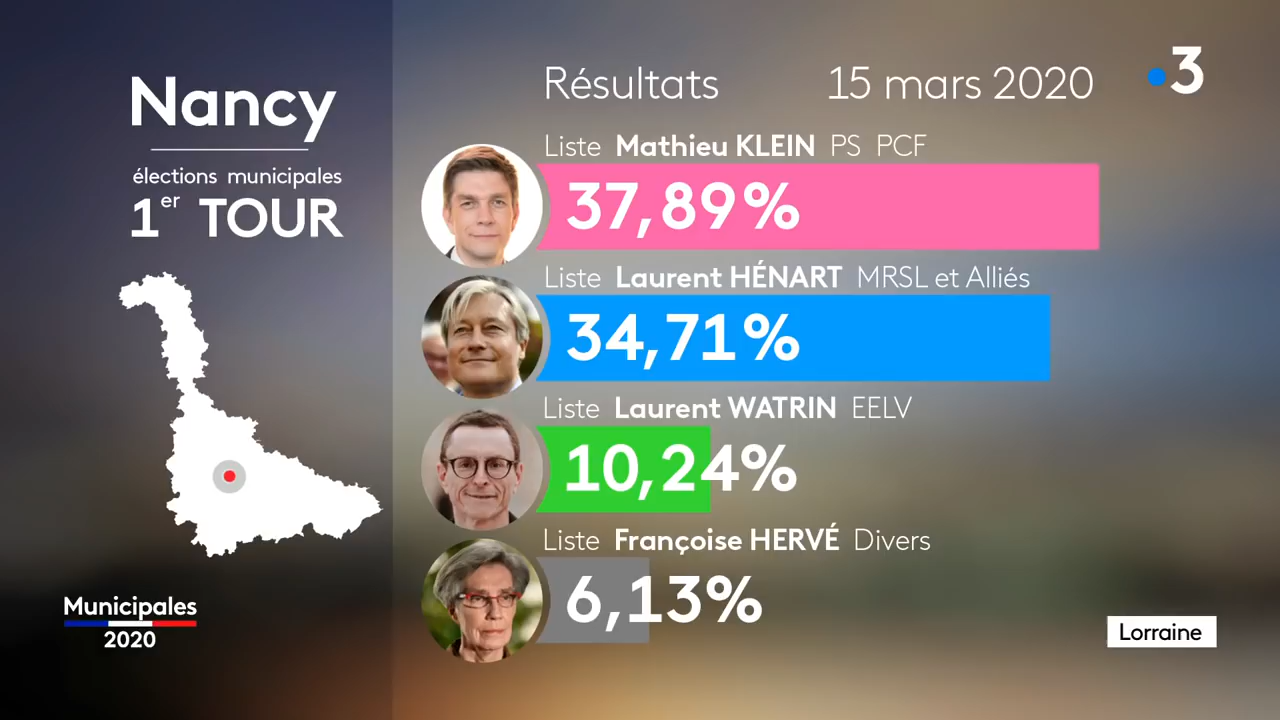 Nancy
élections municipales
1er TOUR
Municipales
2020
Résultats 15 mars 2020
3
Liste Mathieu KLEIN PS PCF
37,89%
Liste Laurent HÉNART MRSL et Alliés
34,71%
Liste Laurent WATRIN EELV
10,24%
Liste Françoise HERVÉ Divers
6,13%
Lorraine